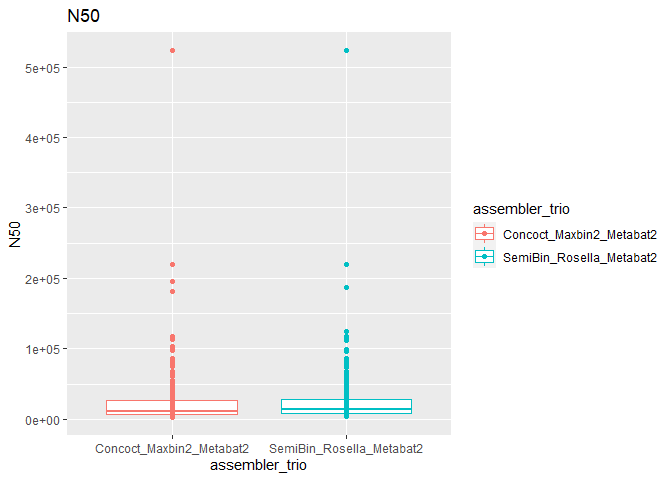 N50
5e+05
4e+05
3e+05
2e+05
1e+05
0e+00
N50
Concoct_Maxbin2_Metabat2
SemiBin_Rosella_Metabat2
assembler_trio
assembler_trio
Concoct_Maxbin2_Metabat2
SemiBin_Rosella_Metabat2